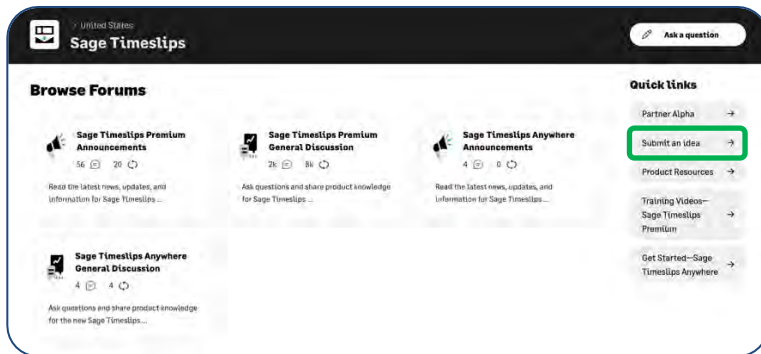 / United States
Sage Timeslips
Ask a question
Browse Forums
Sage Timeslips Premium
Announcements
56 20
Read the latest news, updates, and
information for Sage Timeslips ...
Sage Timeslips Premium
General Discussion
2k 8k
Ask questions and share product knowledge
for Sage Timeslips ...
Sage Timeslips Anywhere
Announcements
4 0
Read the latest news, updates, and
information for Sage Timeslips ...
Sage Timeslips Anywhere
General Discussion
4 4
Ask questions and share product knowledge
for the new Sage Timeslips...
Quick links
Partner Alpha →
Submit an idea →
Product Resources →
Training Videos—
Sage Timeslips →
Premium
Get Started—Sage
Timeslips Anywhere →